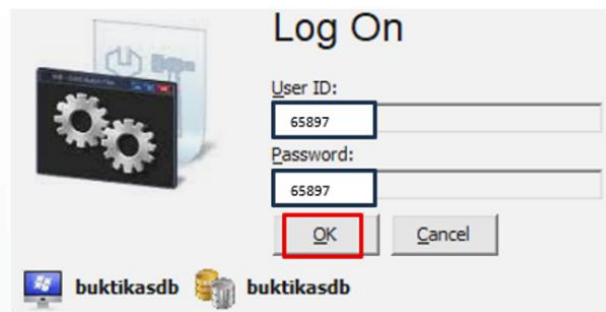 Log On
User ID:
65897
Password:
65897
OK Cancel
buktikasdb buktikasdb